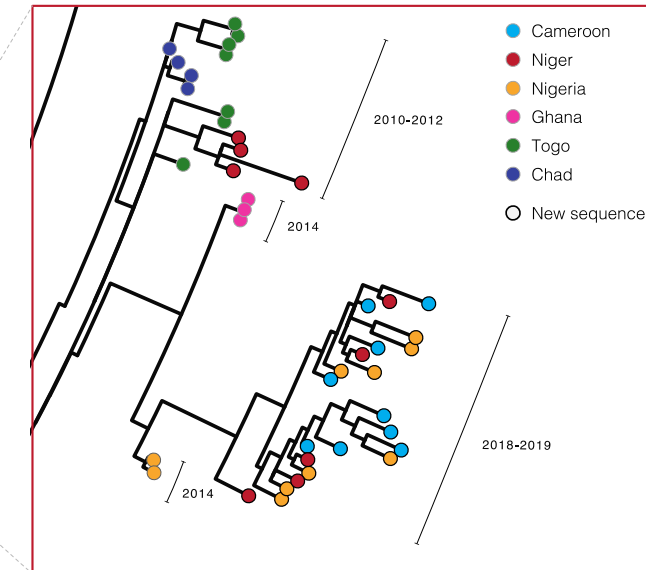 Cameroon
Niger
Nigeria
Ghana
Togo
Chad
New sequence
2010-2012
2014
2018-2019
2014